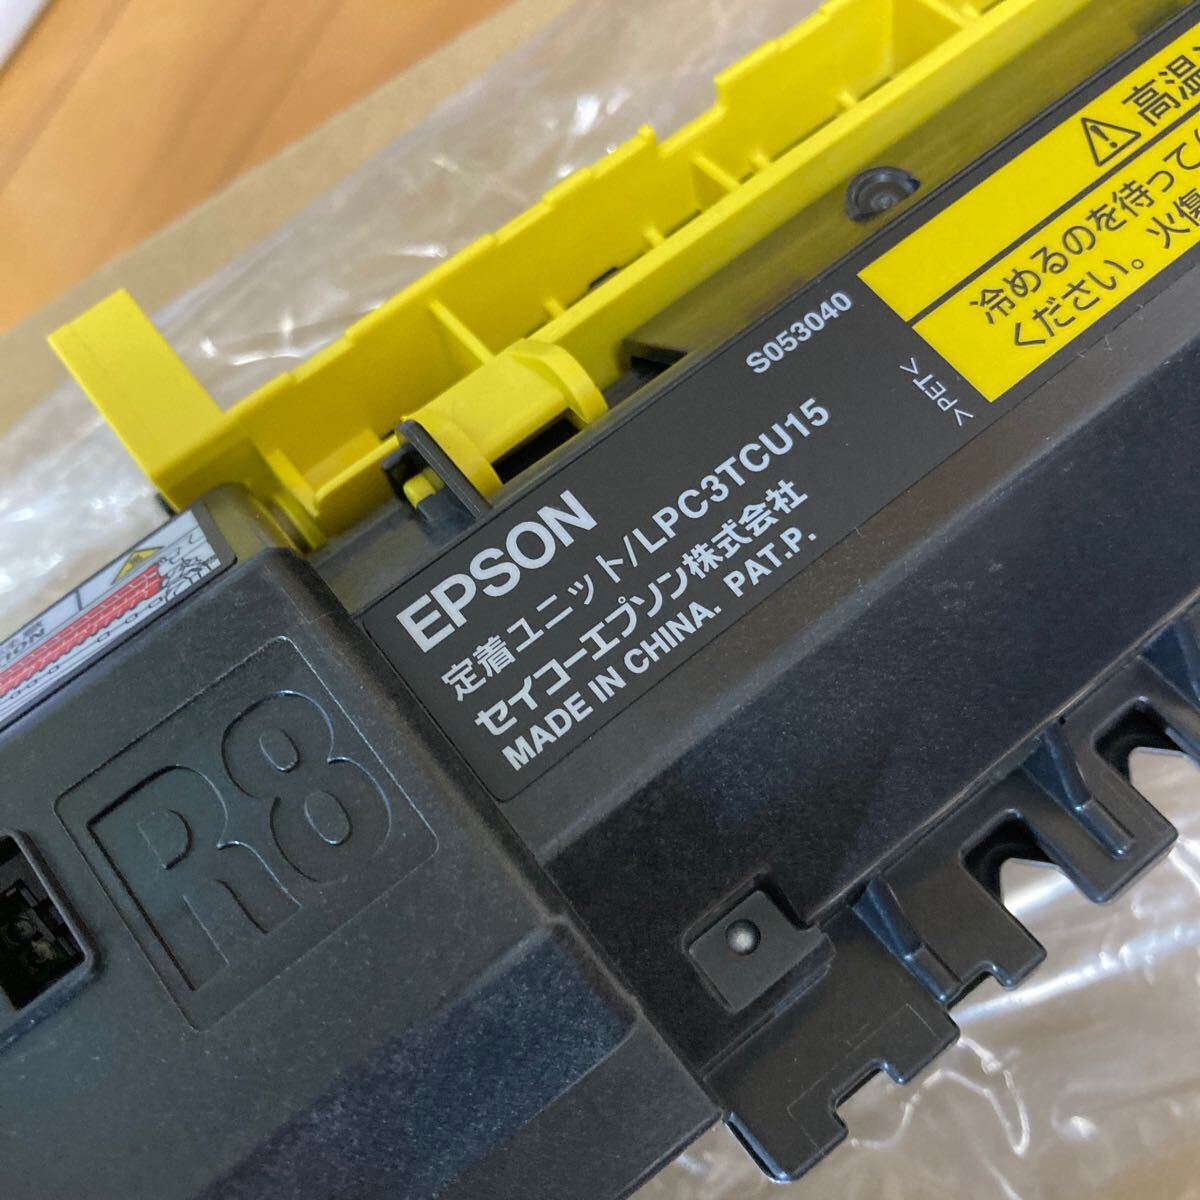 高温
冷めるのを待って
ください。火傷
S053040
>PET<
EPSON
定着ユニット/LPC3TCU15
セイコーエプソン株式会社
MADE IN CHINA. PAT.P.
R8